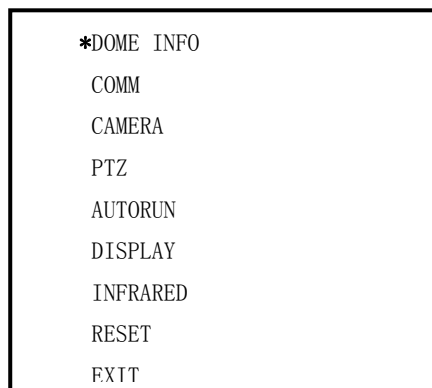 *DOME INFO
COMM
CAMERA
PTZ
AUTORUN
DISPLAY
INFRARED
RESET
EXIT